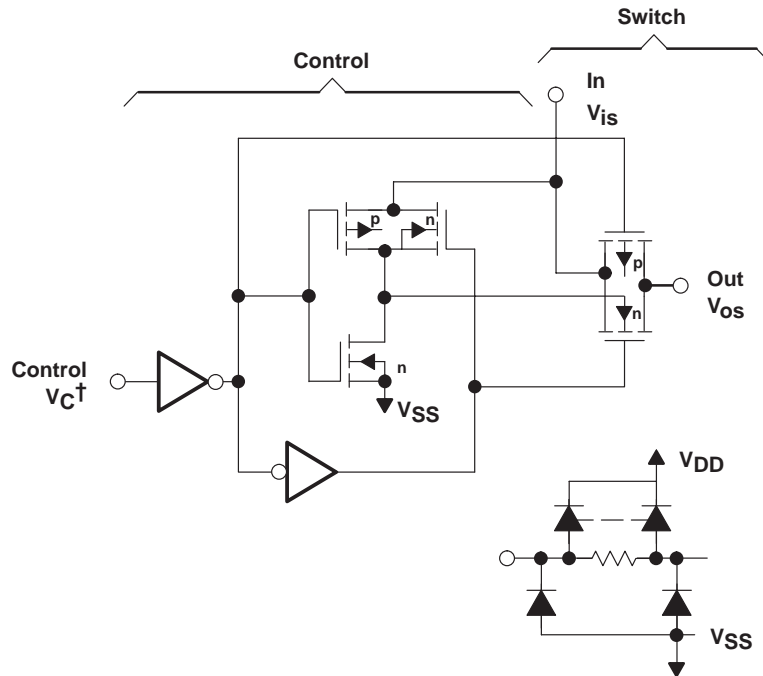 Switch
Control
In
Vis
p
n
p
n
Out
Vos
n
Control
VC†
VSS
VDD
VSS